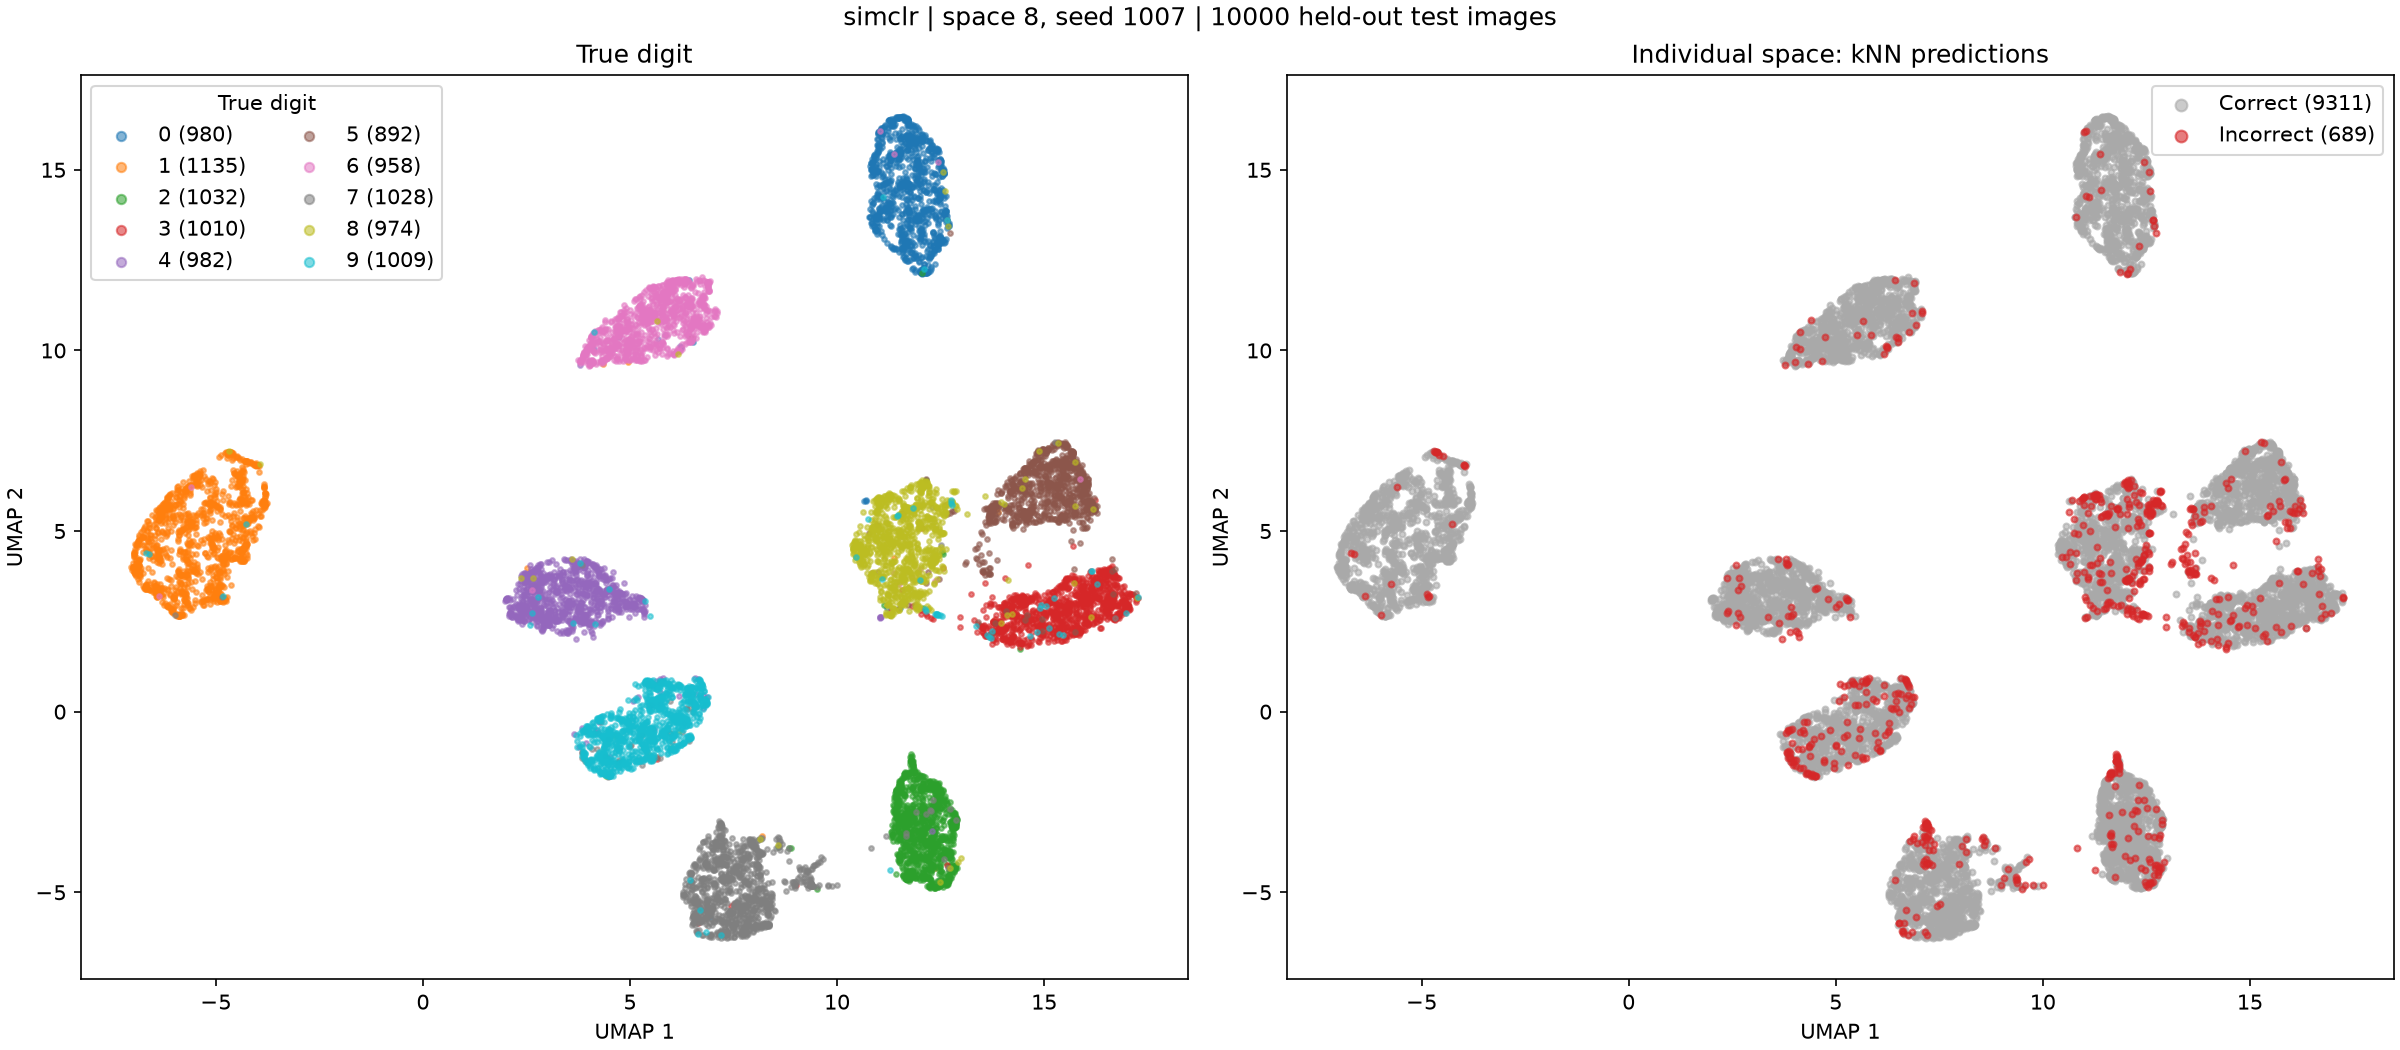 simclr | space 8, seed 1007 | 10000 held-out test images
True digit
True digit
0 (980) 5 (892)
1 (1135) 6 (958)
2 (1032) 7 (1028)
3 (1010) 8 (974)
4 (982) 9 (1009)
15
10
5
0
−5
UMAP 2
−5 0 5 10 15
UMAP 1
Individual space: kNN predictions
Correct (9311)
Incorrect (689)
15
10
5
0
−5
UMAP 2
−5 0 5 10 15
UMAP 1